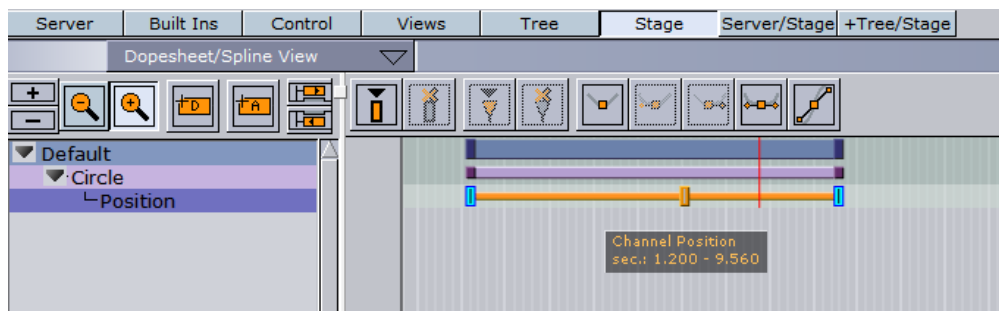 Server Built Ins Control Views Tree Stage Server/Stage +Tree/Stage
Dopesheet/Spline View
D A
Default
Circle
Position
Channel Position
sec.: 1.200 - 9.560